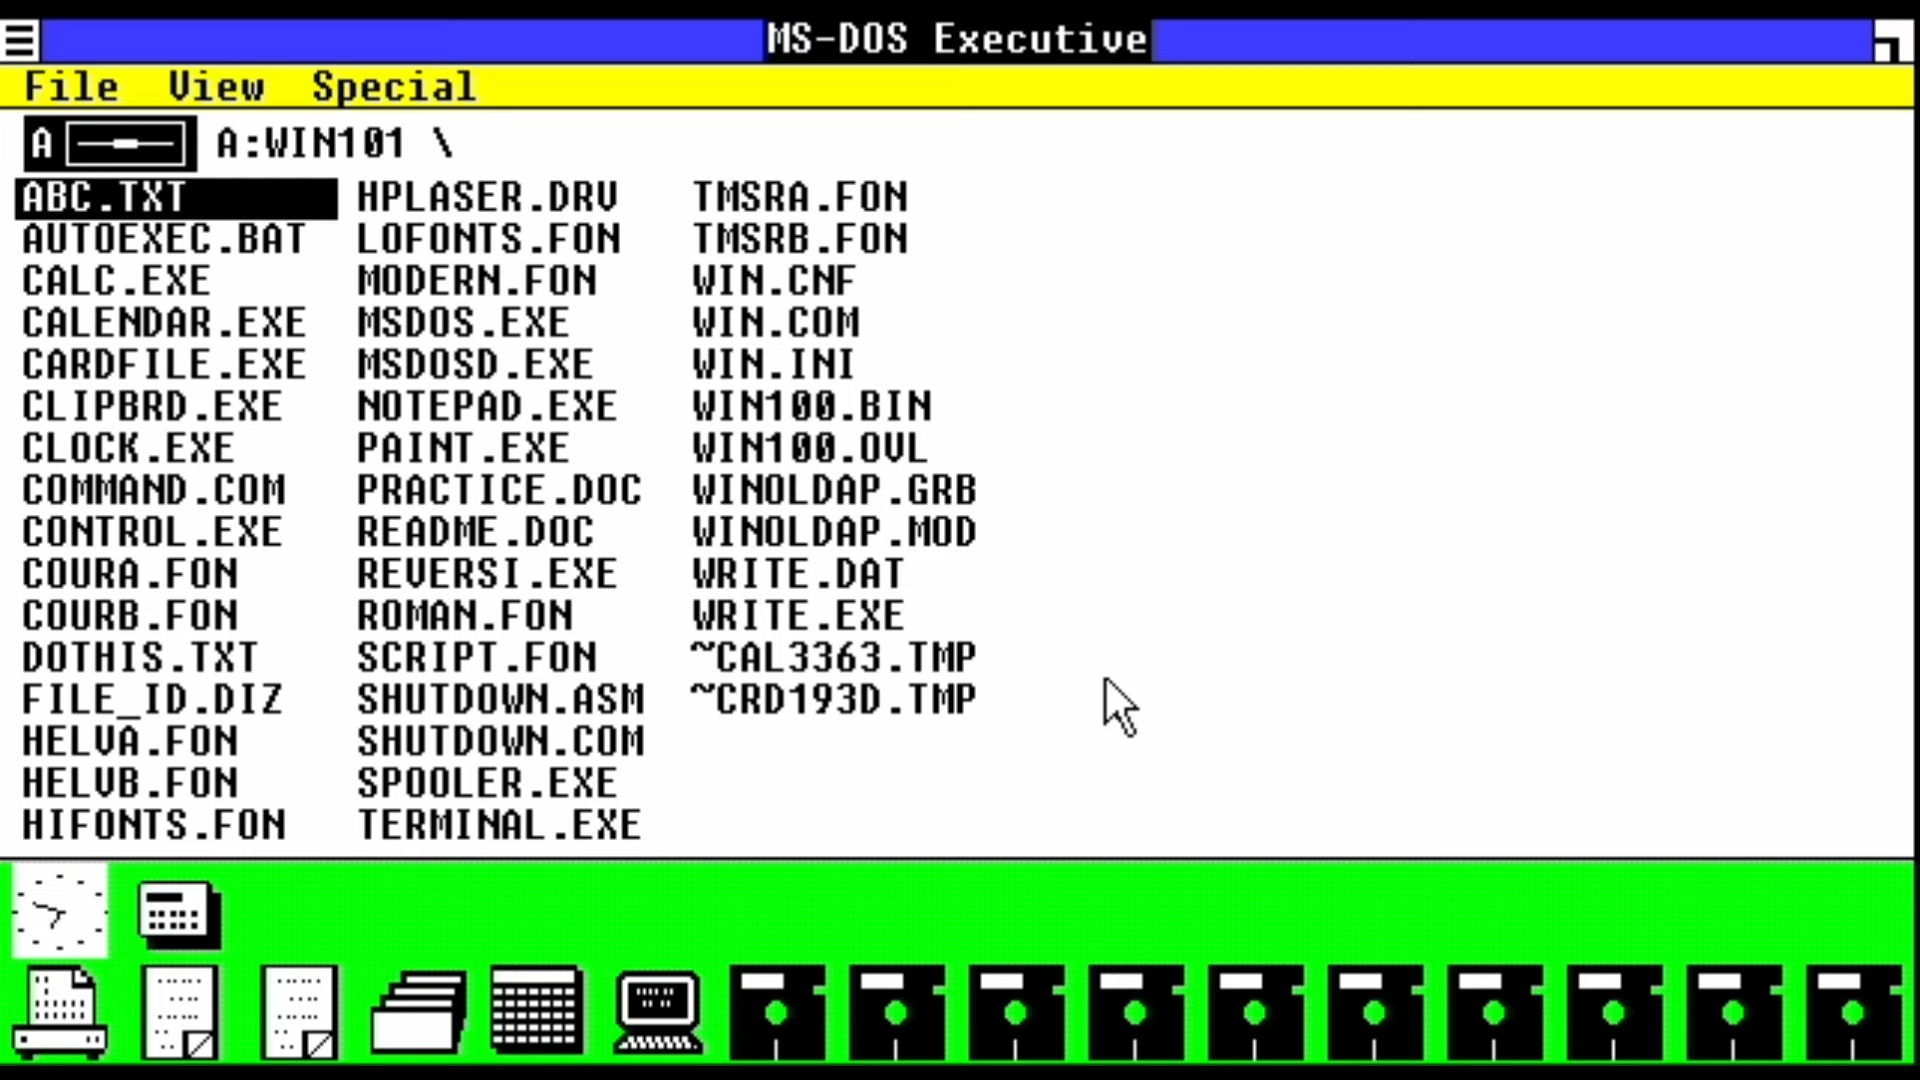 MS-DOS Executive
File View Special
A A:WIN101 \
ABC.TXT HPLASER.DRV TMSRA.FON
AUTOEXEC.BAT LOFONTS.FON TMSRB.FON
CALC.EXE MODERN.FON WIN.CNF
CALENDAR.EXE MSDOS.EXE WIN.COM
CARDFILE.EXE MSDOSD.EXE WIN.INI
CLIPBRD.EXE NOTEPAD.EXE WIN100.BIN
CLOCK.EXE PAINT.EXE WIN100.OVL
COMMAND.COM PRACTICE.DOC WINOLDAP.GRB
CONTROL.EXE README.DOC WINOLDAP.MOD
COURA.FON REVERSI.EXE WRITE.DAT
COURB.FON ROMAN.FON WRITE.EXE
DOTHIS.TXT SCRIPT.FON ~CAL3363.TMP
FILE_ID.DIZ SHUTDOWN.ASM ~CRD193D.TMP
HELVA.FON SHUTDOWN.COM
HELVB.FON SPOOLER.EXE
HIFONTS.FON TERMINAL.EXE